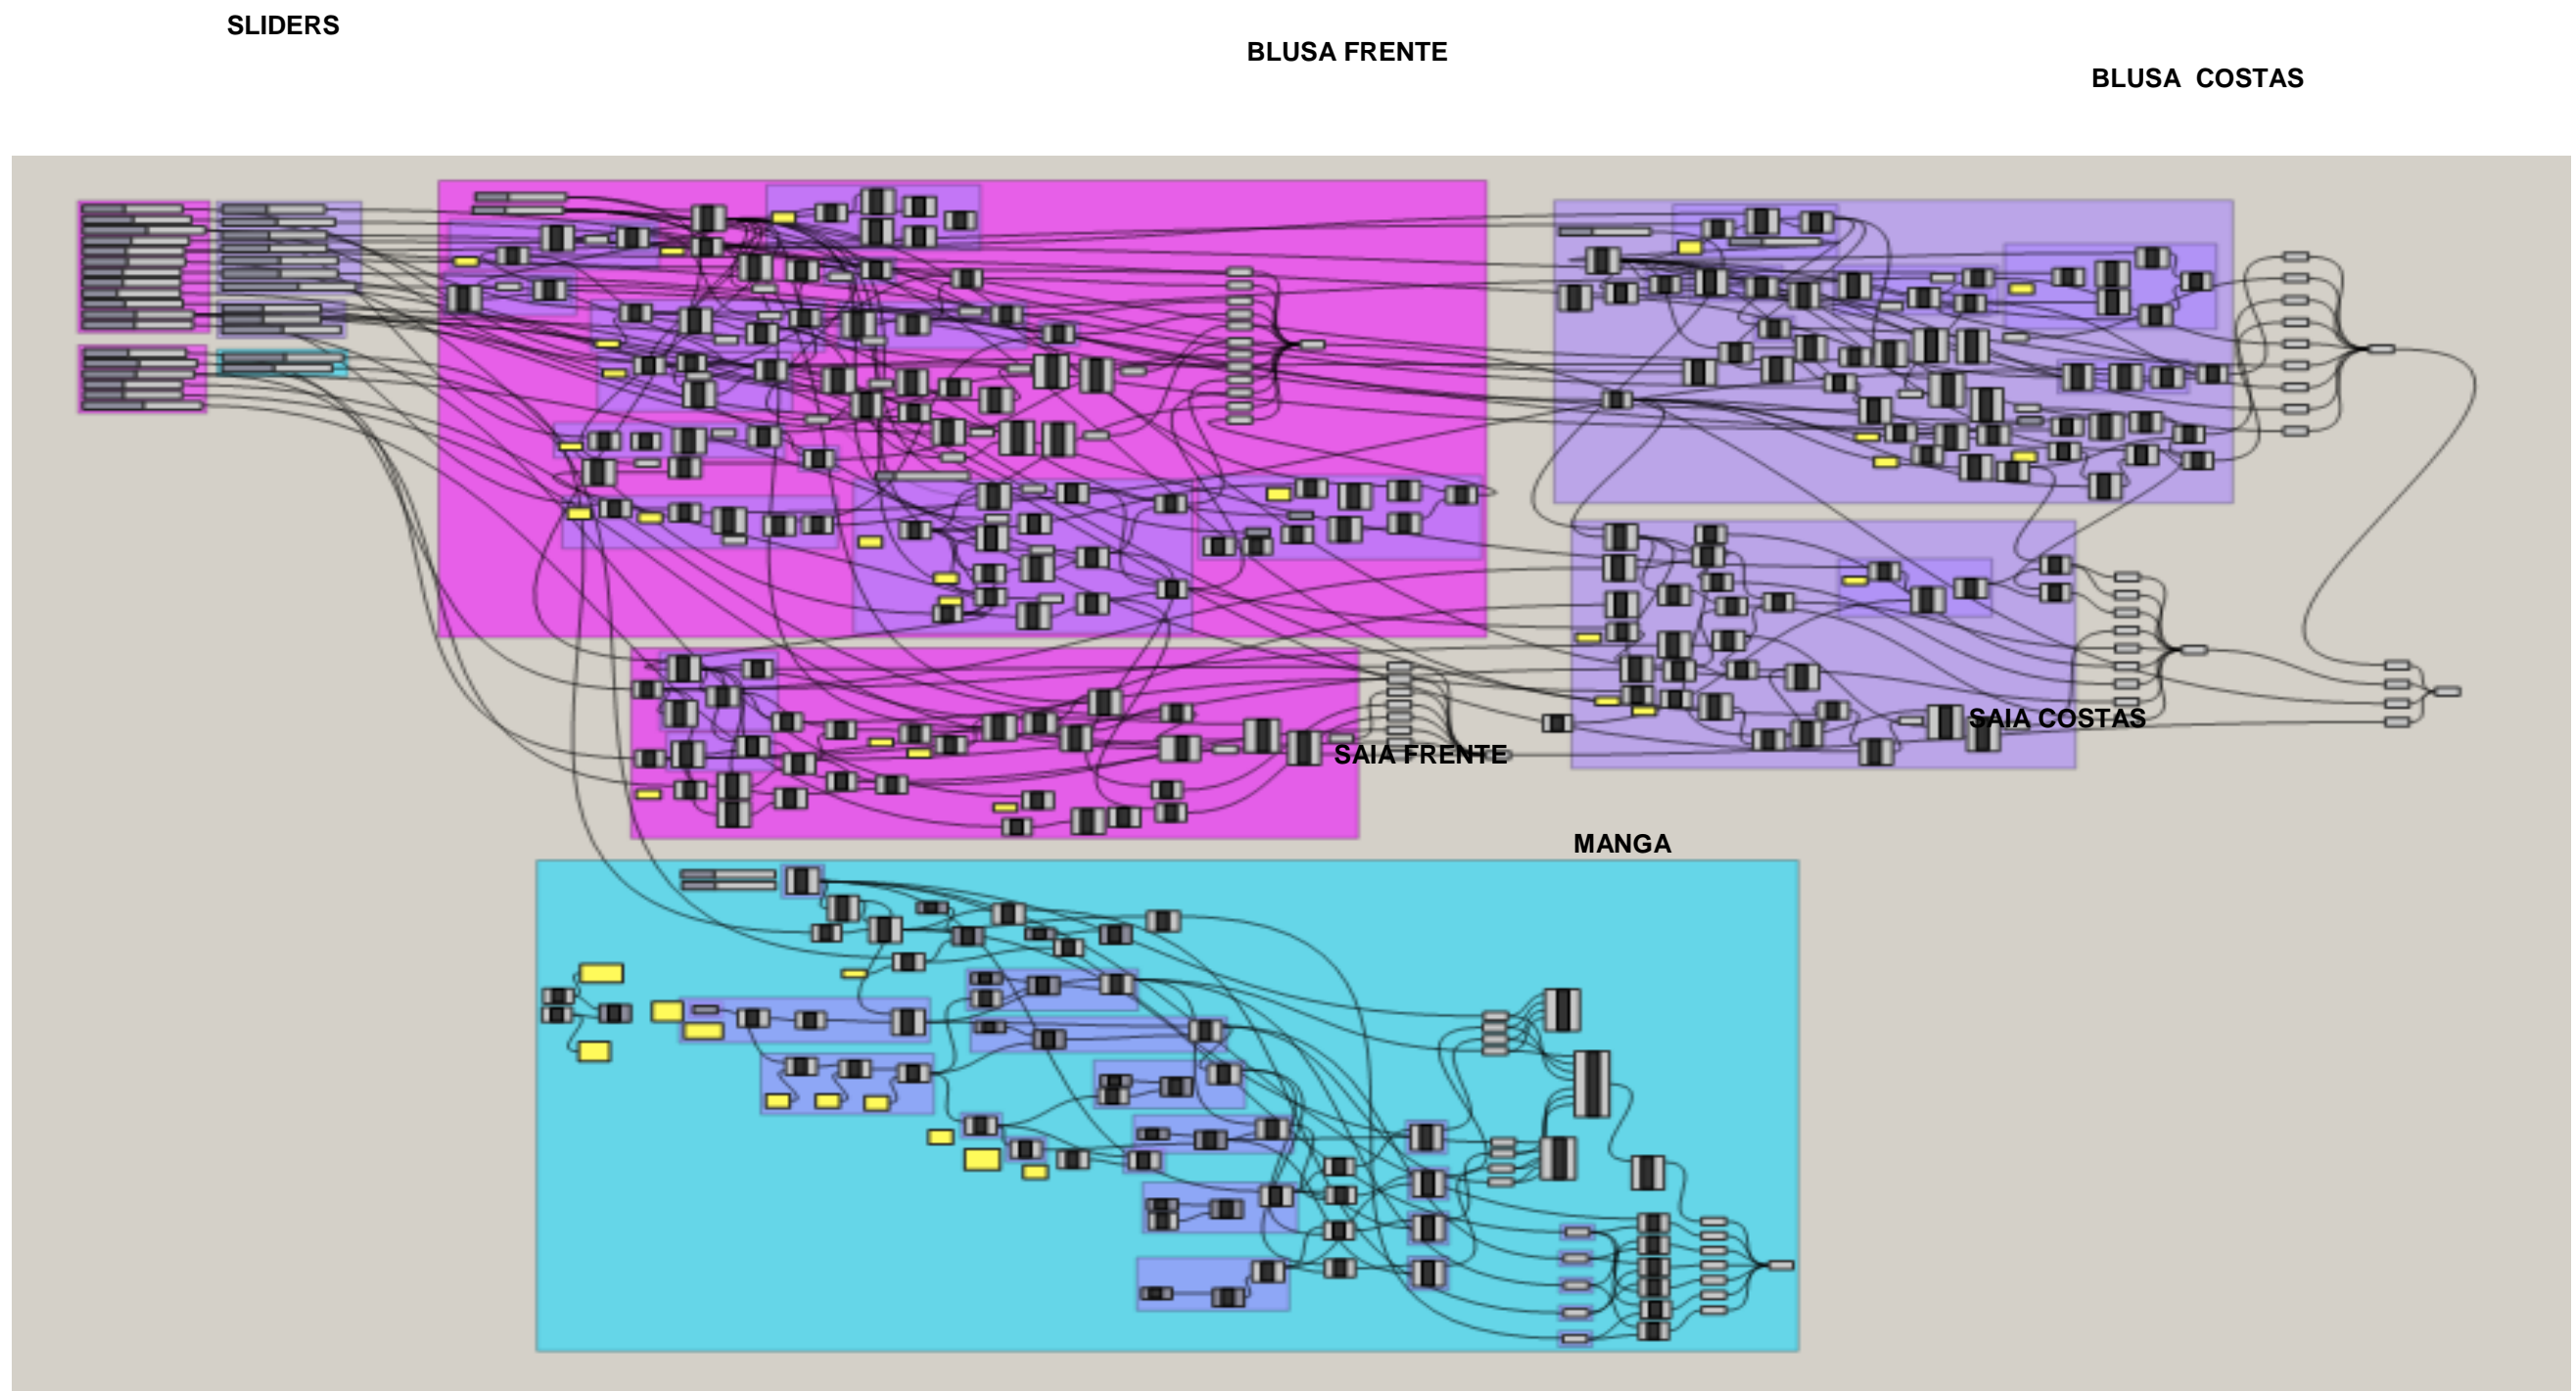 SLIDERS
BLUSA FRENTE
BLUSA  COSTAS
SAIA COSTAS
SAIA FRENTE
MANGA